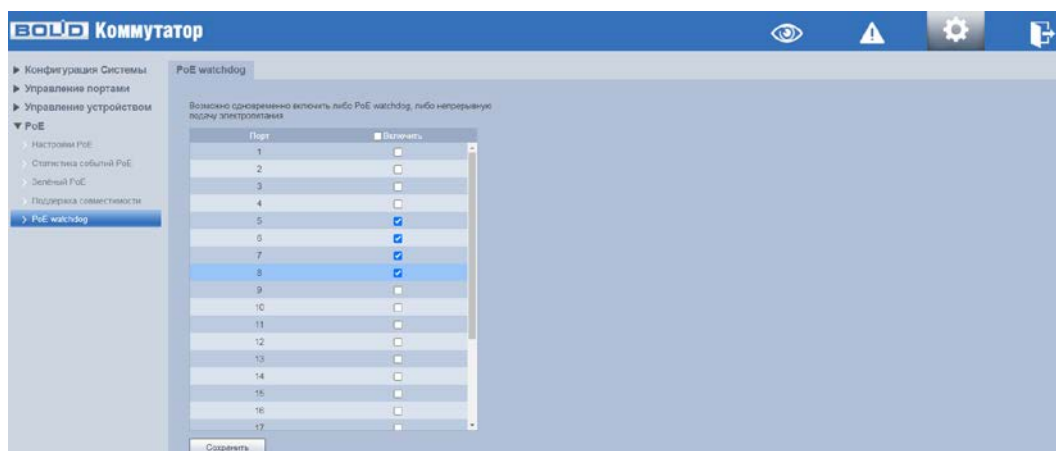 BOLID Коммутатор
Конфигурация Системы
Управление портами
Управление устройством
PoE
Настройки PoE
Статистика событий PoE
Зелёный PoE
Поддержка совместимости
PoE watchdog
PoE watchdog
Возможно одновременно включить либо PoE watchdog, либо непрерывную
подачу электропитания
Порт Включить
1
2
3
4
5
6
7
8
9
10
11
12
13
14
15
16
17
Сохранить